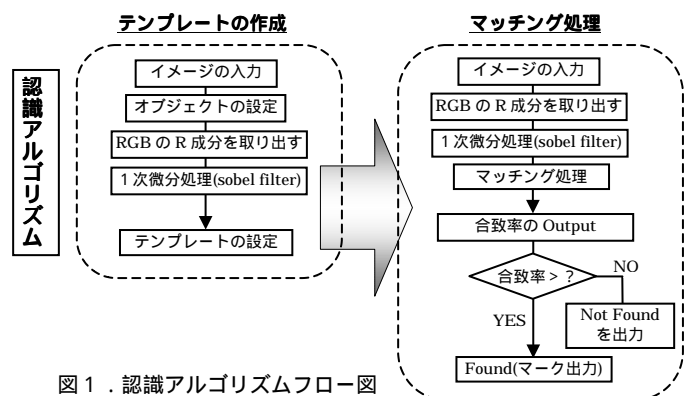 テンプレートの作成
マッチング処理
認識アルゴリズム
イメージの入力
オブジェクトの設定
RGB の R 成分を取り出す
1次微分処理(sobel filter)
テンプレートの設定
イメージの入力
RGB の R 成分を取り出す
1次微分処理(sobel filter)
マッチング処理
合致率の Output
合致率>?
NO
YES
Not Found
を出力
Found(マーク出力)
図1.認識アルゴリズムフロー図